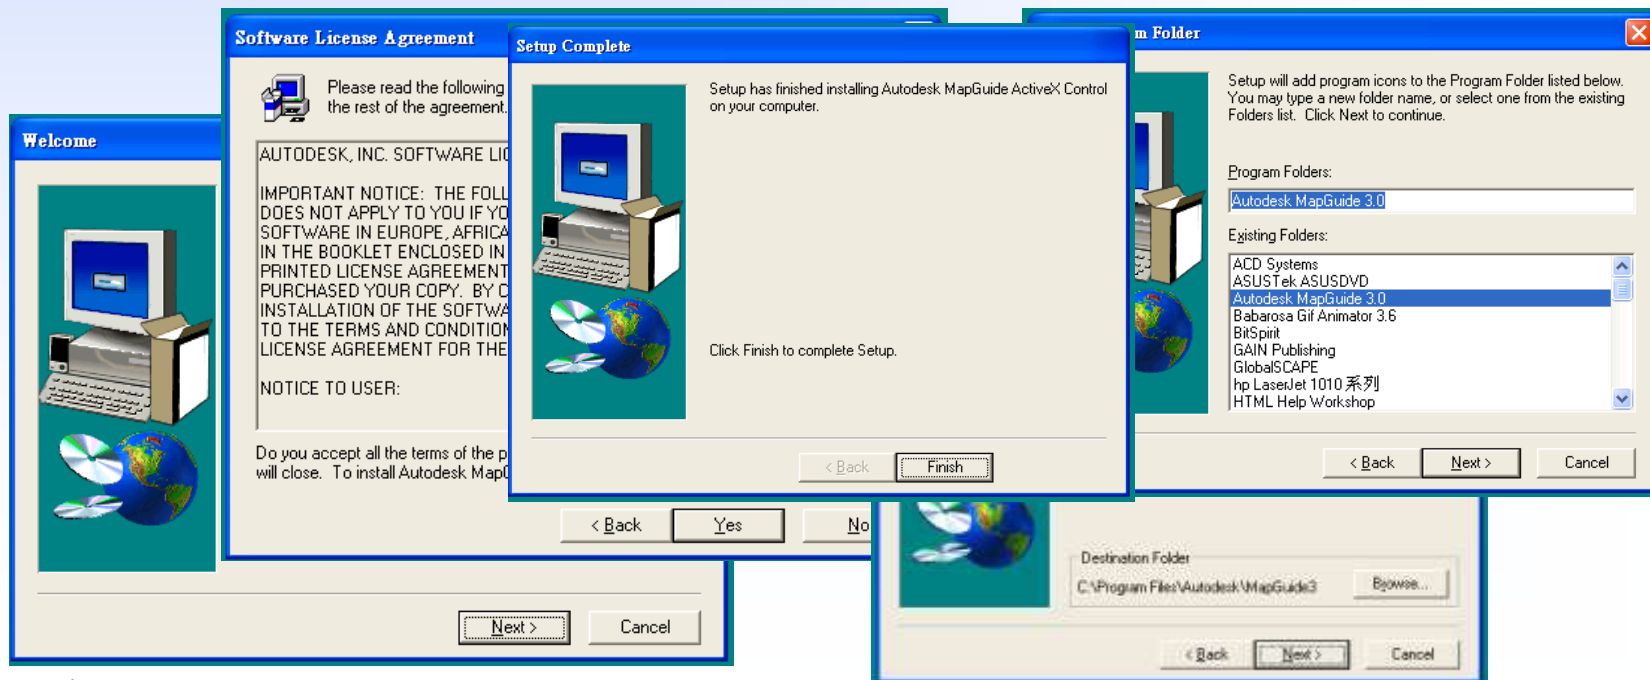 Welcome
Next >
Cancel
Software License Agreement
Please read the following
the rest of the agreement.
AUTODESK, INC. SOFTWARE LIC
IMPORTANT NOTICE: THE FOLL
DOES NOT APPLY TO YOU IF YO
SOFTWARE IN EUROPE, AFRICA
IN THE BOOKLET ENCLOSED IN
PRINTED LICENSE AGREEMENT
PURCHASED YOUR COPY. BY C
INSTALLATION OF THE SOFTWA
TO THE TERMS AND CONDITION
LICENSE AGREEMENT FOR THE
NOTICE TO USER:
Do you accept all the terms of the p
will close. To install Autodesk Map
< Back Yes No
Setup Complete
Setup has finished installing Autodesk MapGuide ActiveX Control
on your computer.
Click Finish to complete Setup.
< Back Finish
m Folder
Setup will add program icons to the Program Folder listed below.
You may type a new folder name, or select one from the existing
Folders list. Click Next to continue.
Program Folders:
Autodesk MapGuide 3.0
Existing Folders:
ACD Systems
ASUSTek ASUSDVD
Autodesk MapGuide 3.0
Babarosa Gif Animator 3.6
BitSpirit
GAIN Publishing
GlobalSCAPE
hp LaserJet 1010 系列
HTML Help Workshop
< Back Next > Cancel
Destination Folder
C:\Program Files\Autodesk\MapGuide3
Browse...
< Back Next > Cancel